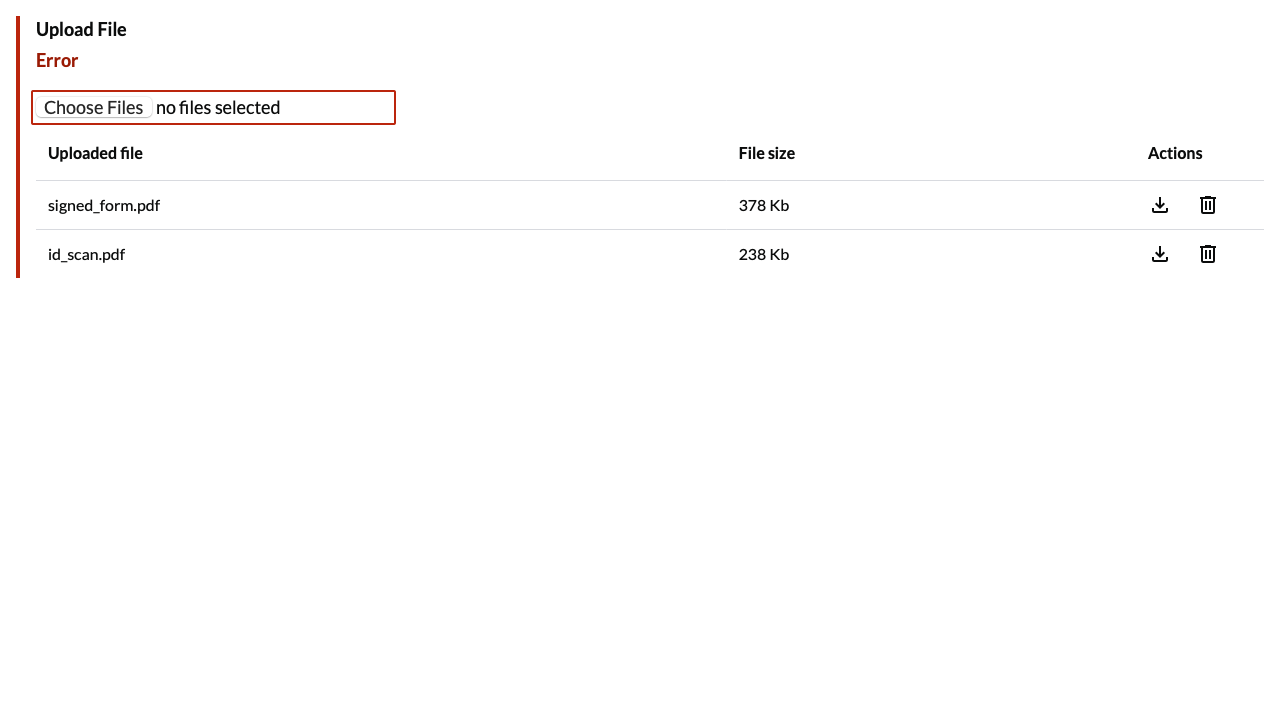 Upload File
Error
Choose Files no files selected
Uploaded file File size Actions
signed_form.pdf 378 Kb
id_scan.pdf 238 Kb